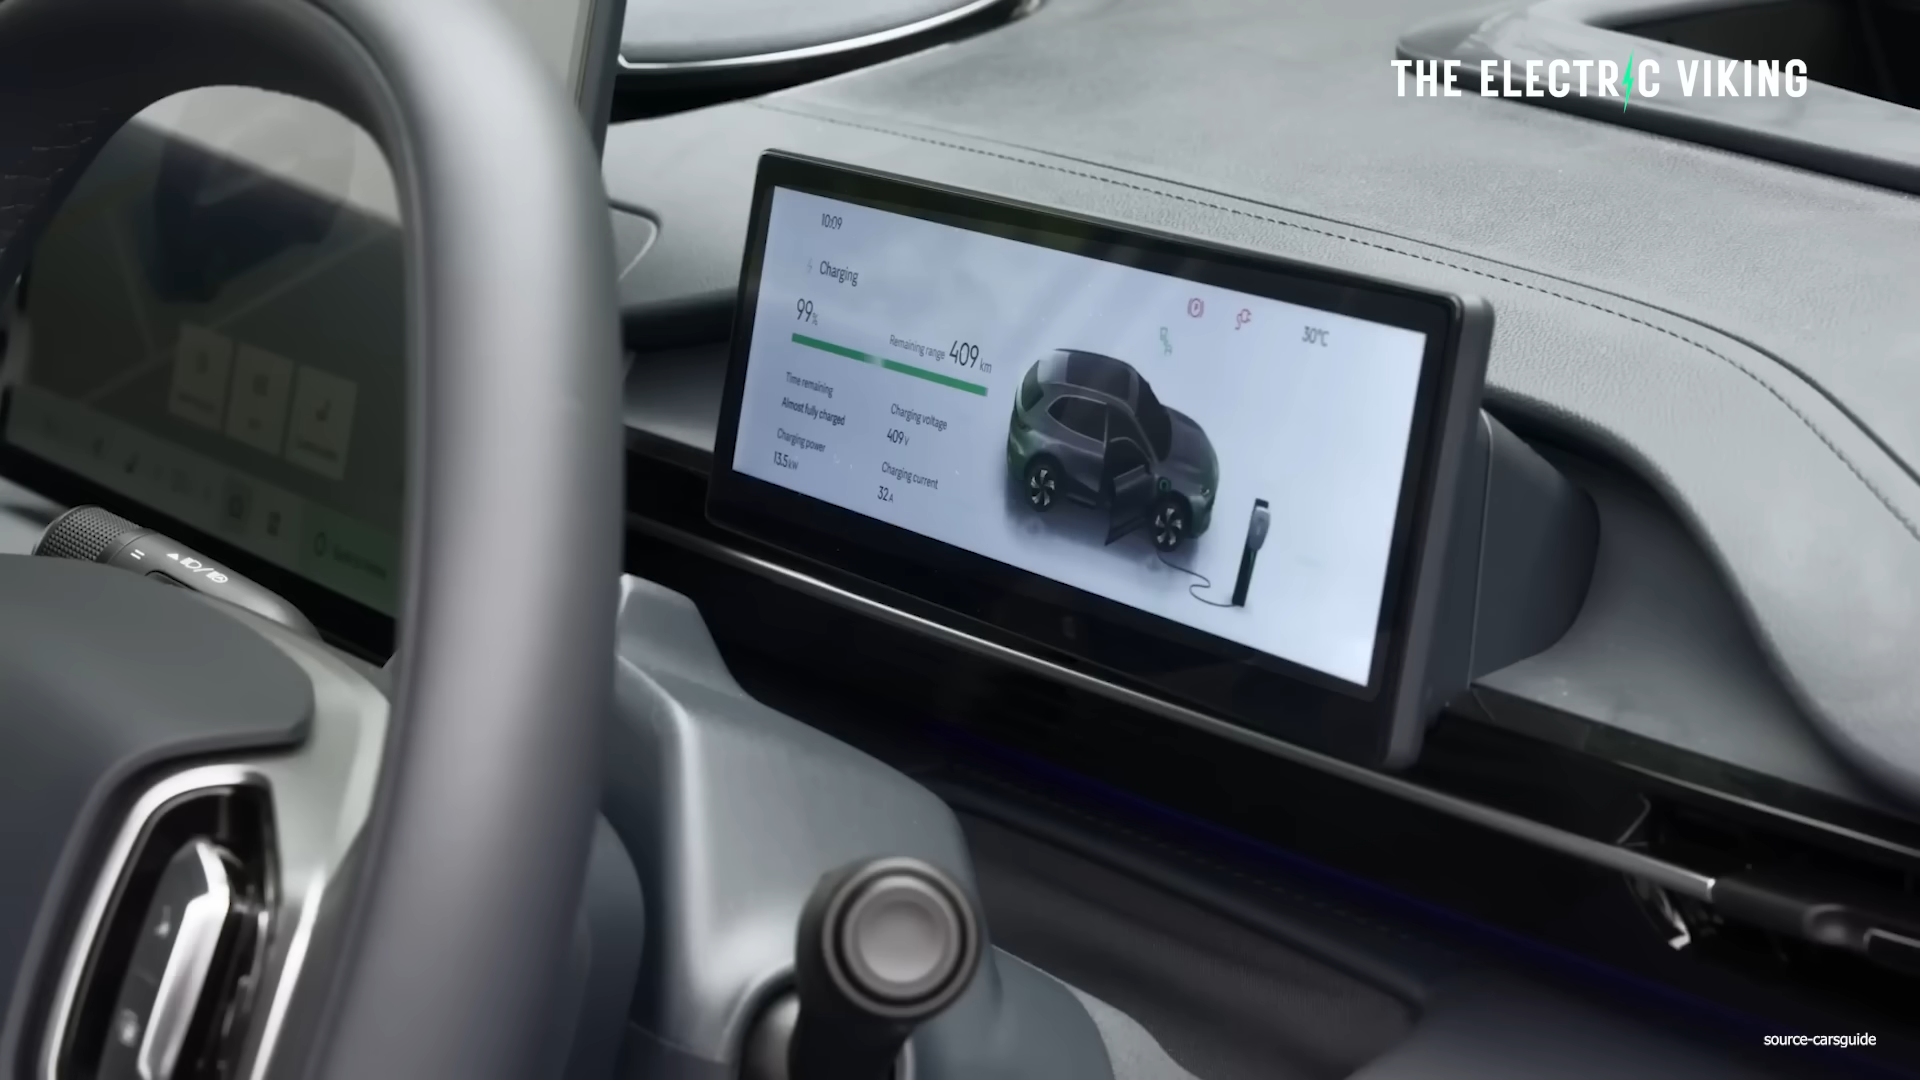 THE ELECTRIC VIKING
10:09
Charging
99%
Remaining range 409 km
Time remaining
Almost fully charged
Charging voltage
409 V
Charging power
13.5 kW
Charging current
32 A
30°C
source-carsguide